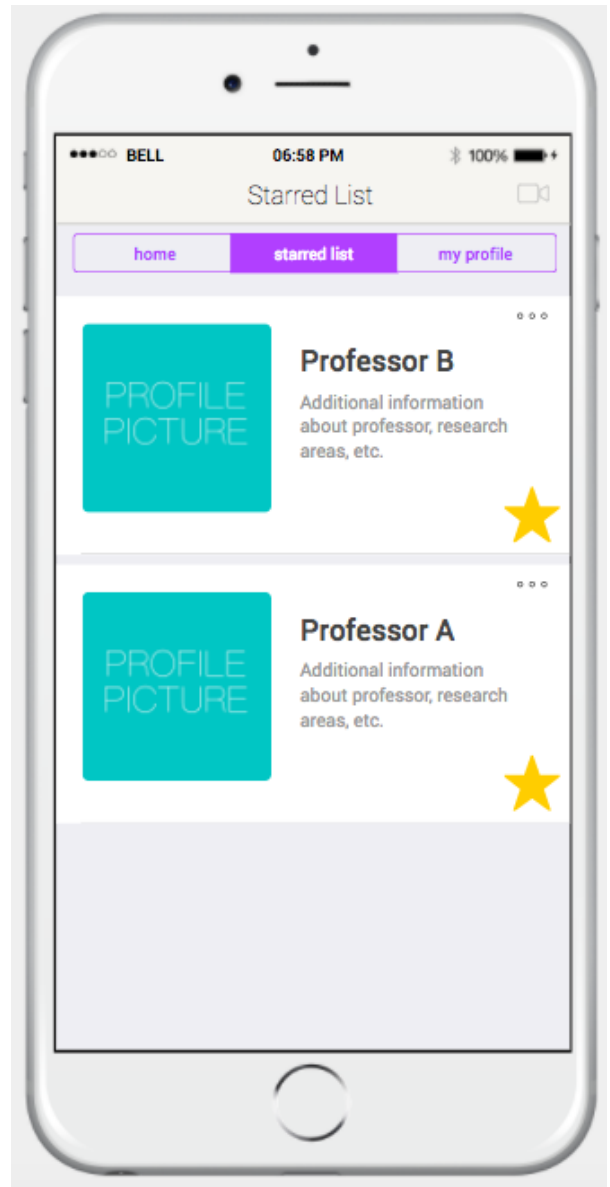 BELL 06:58 PM 100%
Starred List
home starred list my profile
PROFILE
PICTURE
Professor B
Additional information
about professor, research
areas, etc.
PROFILE
PICTURE
Professor A
Additional information
about professor, research
areas, etc.